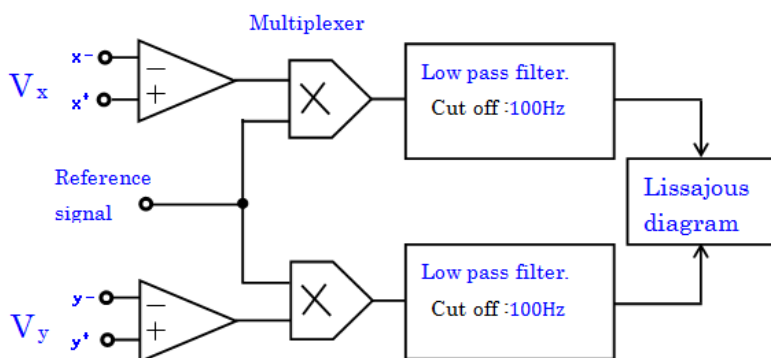 Multiplexer
x-
Vx
x+
−
+
×
Low pass filter.
Cut off :100Hz
Reference
signal
Lissajous
diagram
y-
Vy
y+
−
+
×
Low pass filter.
Cut off :100Hz